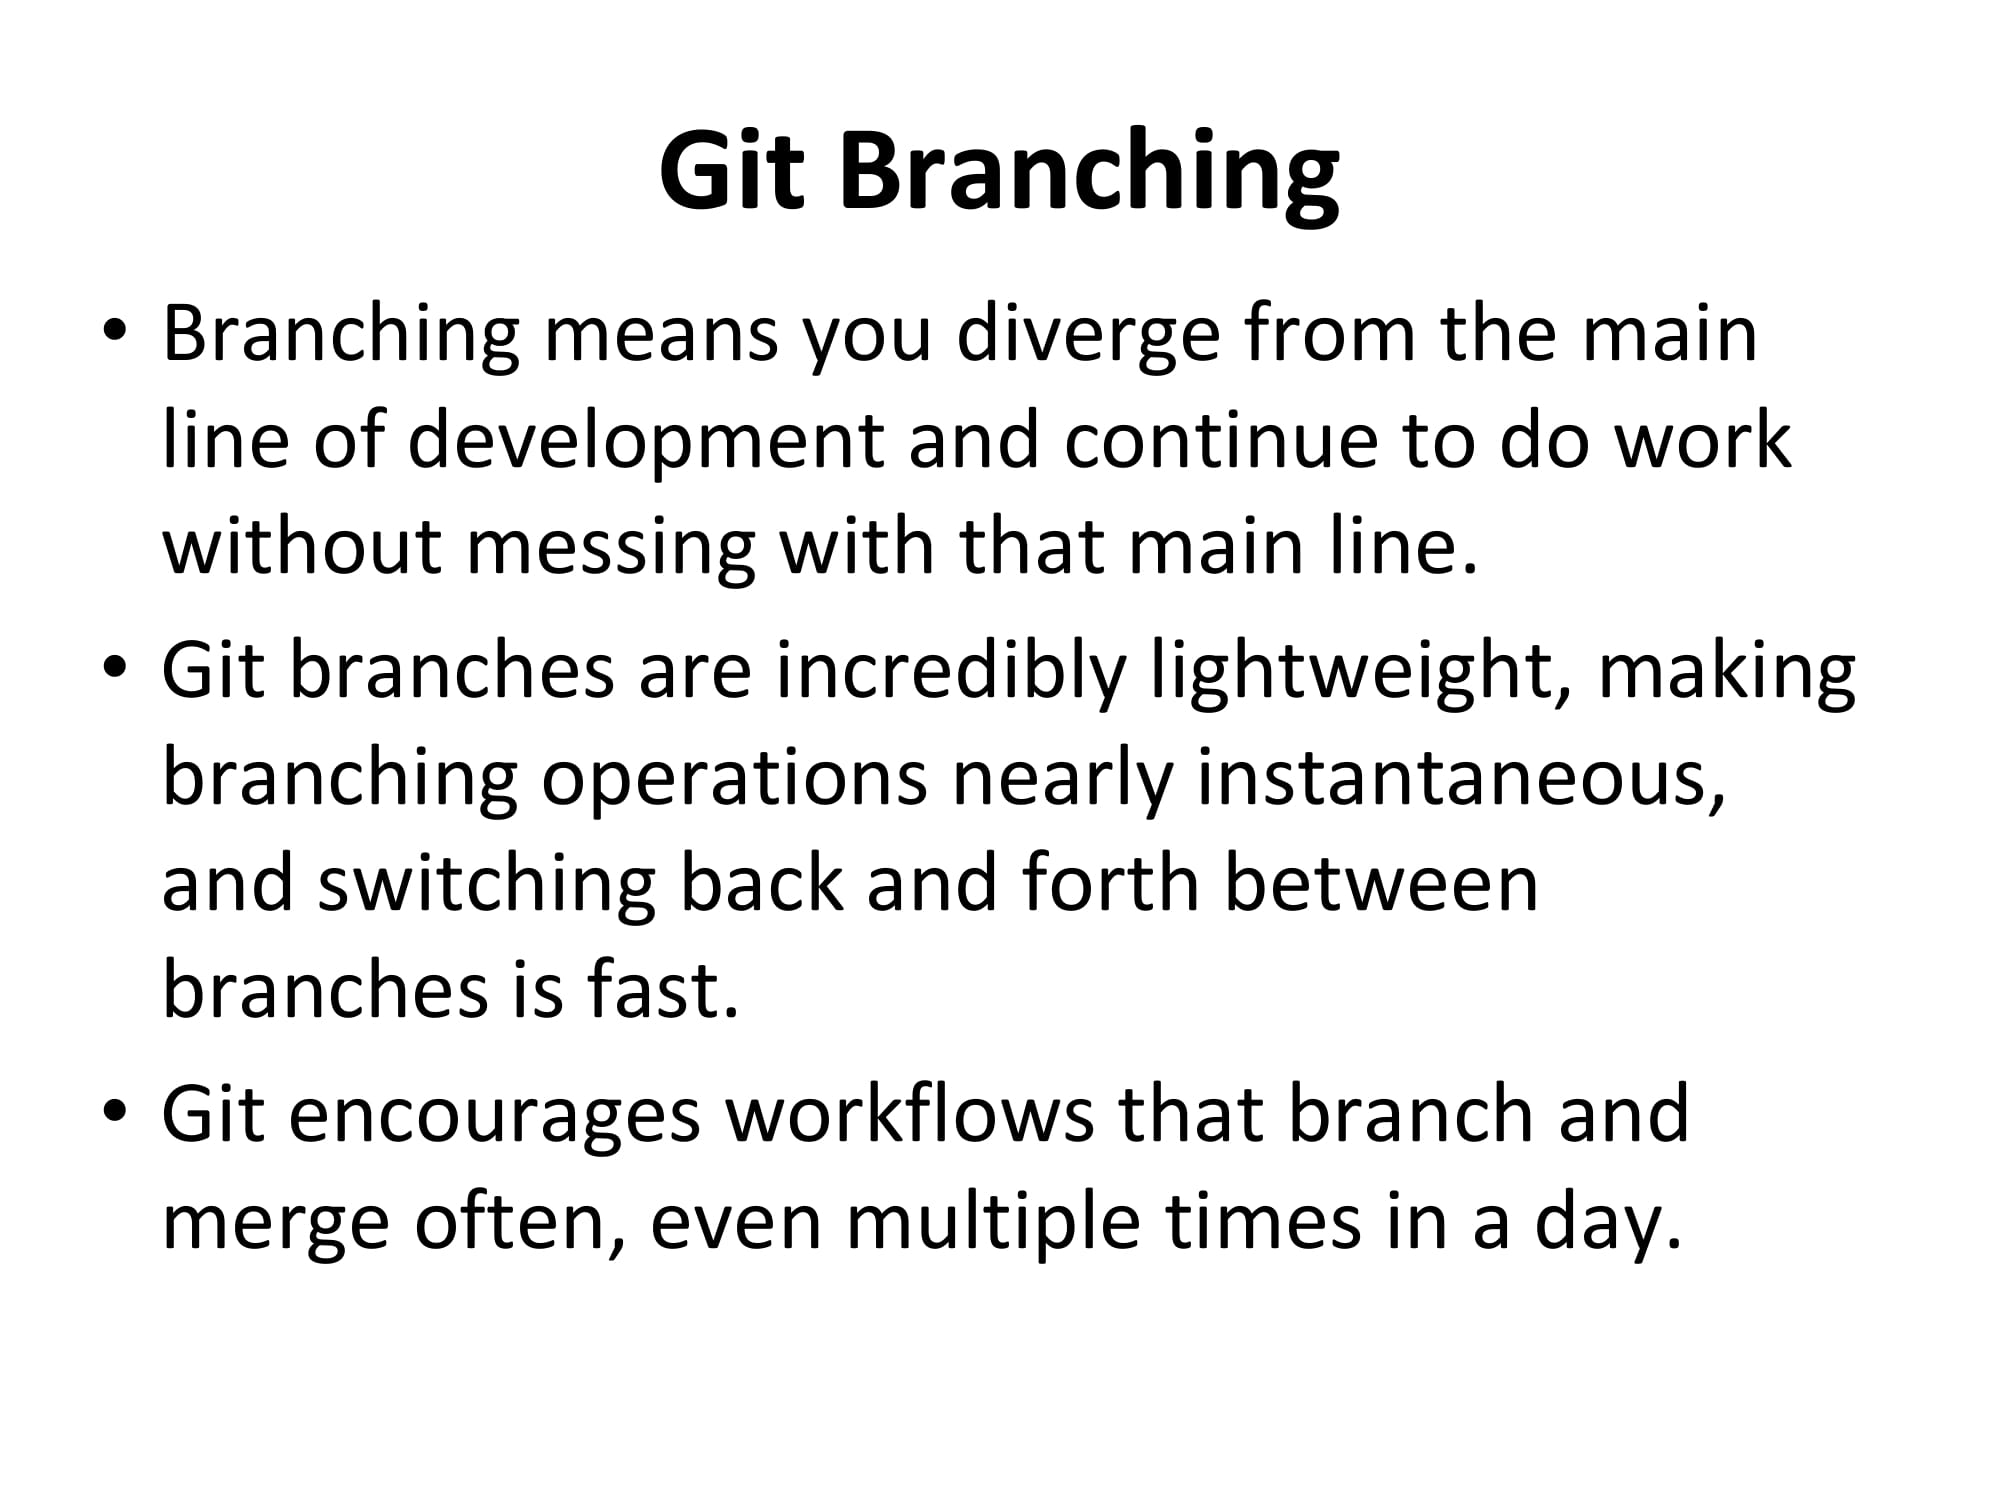 Git Branching
• Branching means you diverge from the main
line of development and continue to do work
without messing with that main line.
• Git branches are incredibly lightweight, making
branching operations nearly instantaneous,
and switching back and forth between
branches is fast.
• Git encourages workflows that branch and
merge often, even multiple times in a day.